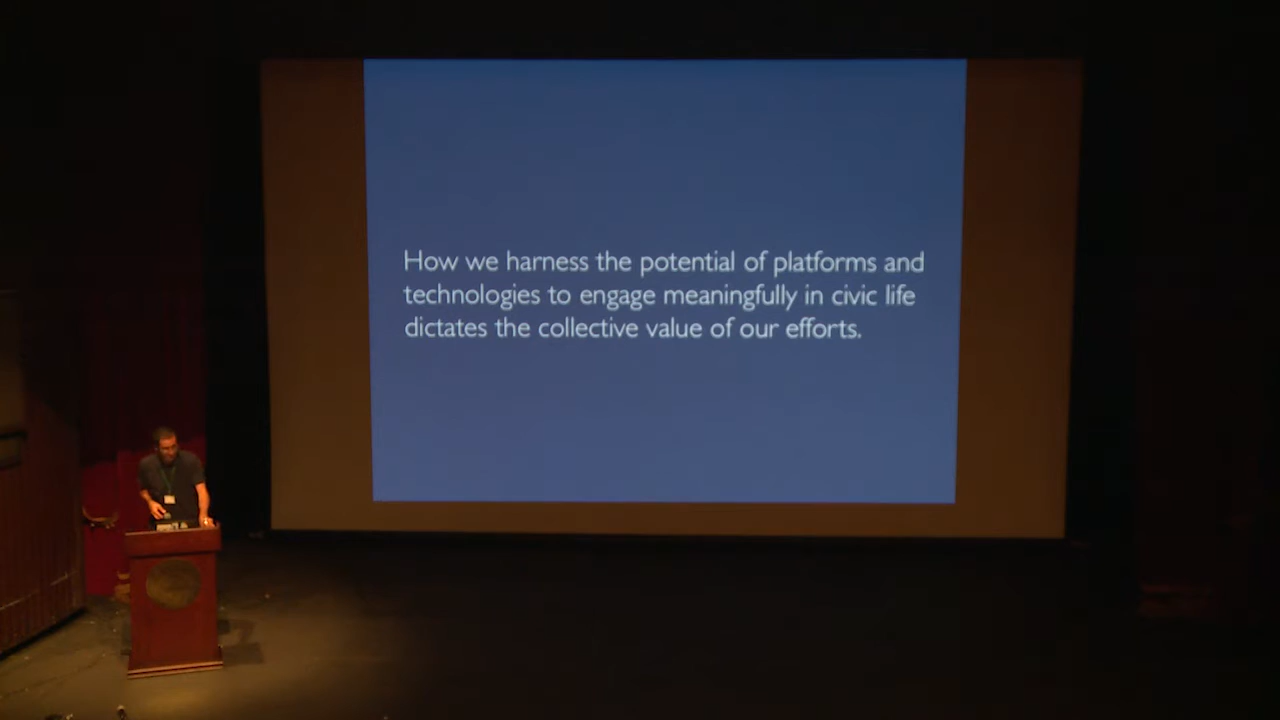 How we harness the potential of platforms and
technologies to engage meaningfully in civic life
dictates the collective value of our efforts.